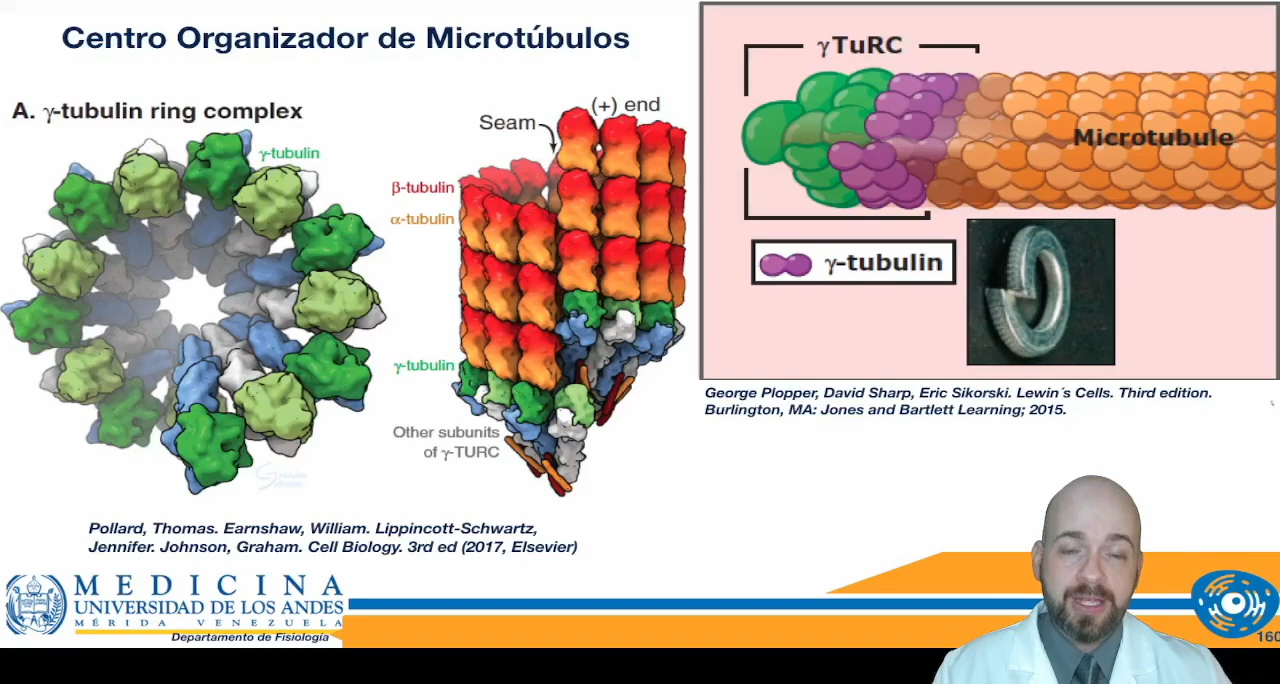 Centro Organizador de Microtúbulos
A. γ-tubulin ring complex
γ-tubulin
Seam
(+) end
β-tubulin
α-tubulin
γ-tubulin
Other subunits
of γ-TURC
Pollard, Thomas. Earnshaw, William. Lippincott-Schwartz,
Jennifer. Johnson, Graham. Cell Biology. 3rd ed (2017, Elsevier)
γTuRC
Microtubule
γ-tubulin
George Plopper, David Sharp, Eric Sikorski. Lewin´s Cells. Third edition.
Burlington, MA: Jones and Bartlett Learning; 2015.
MEDICINA
UNIVERSIDAD DE LOS ANDES
MÉRIDA VENEZUELA
Departamento de Fisiología
160